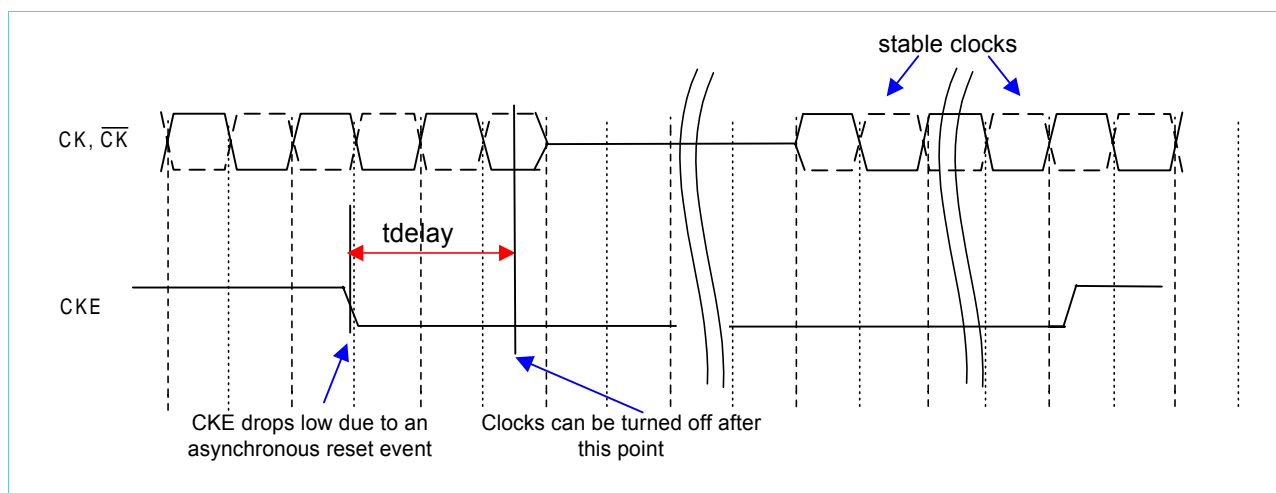 stable clocks
CK, C̅K̅
tdelay
CKE
CKE drops low due to an
asynchronous reset event
Clocks can be turned off after
this point